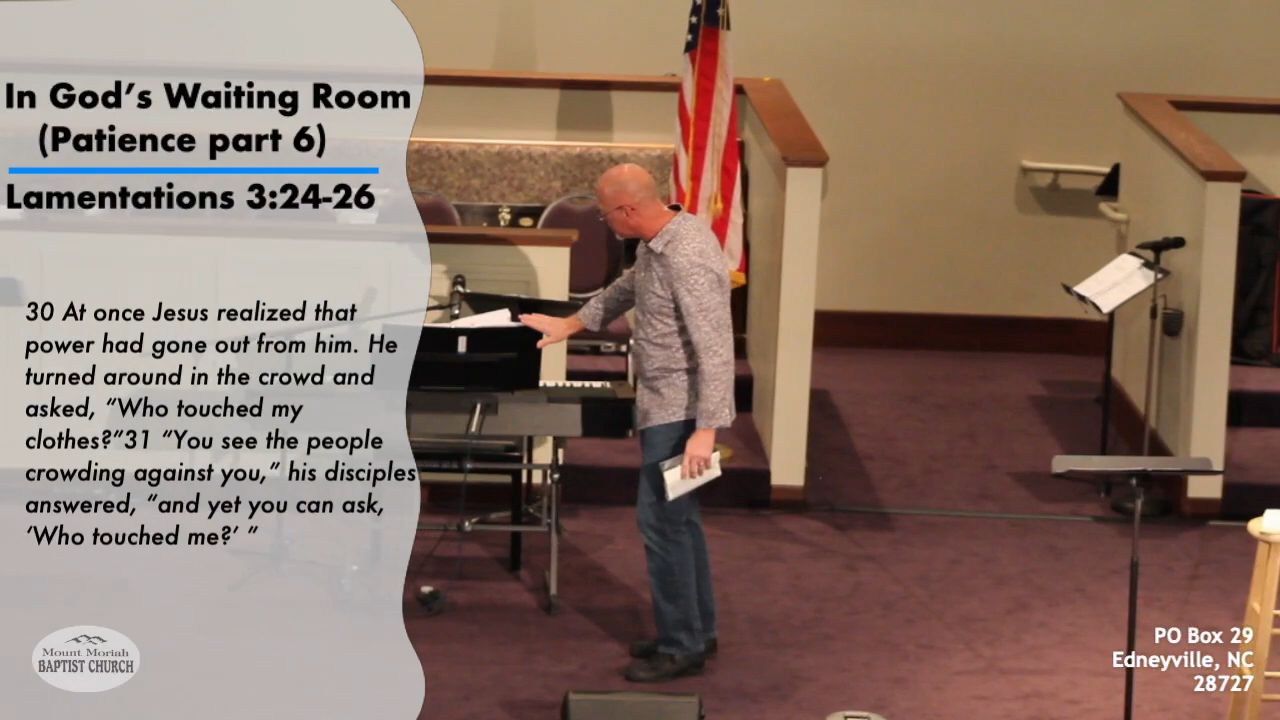 In God’s Waiting Room
(Patience part 6)
Lamentations 3:24-26
30 At once Jesus realized that
power had gone out from him. He
turned around in the crowd and
asked, “Who touched my
clothes?”31 “You see the people
crowding against you,” his disciples
answered, “and yet you can ask,
‘Who touched me?’ ”
Mount Moriah
BAPTIST CHURCH
PO Box 29
Edneyville, NC
28727